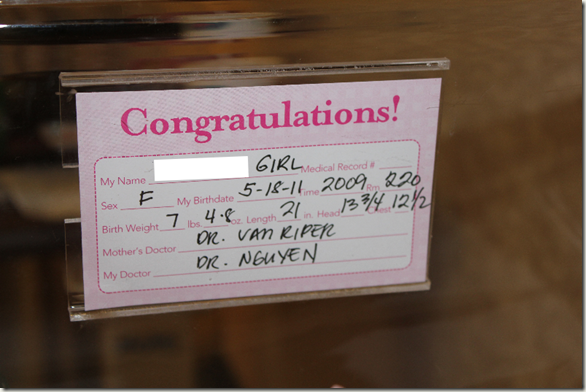 Congratulations!
My Name GIRL Medical Record #
Sex F My Birthdate 5-18-11 Time 2009 Rm. 220
Birth Weight 7 lbs. 4.8 oz. Length 21 in. Head 13 3/4 Chest 12 1/2
Mother's Doctor DR. VAN RIPER
My Doctor DR. NGUYEN